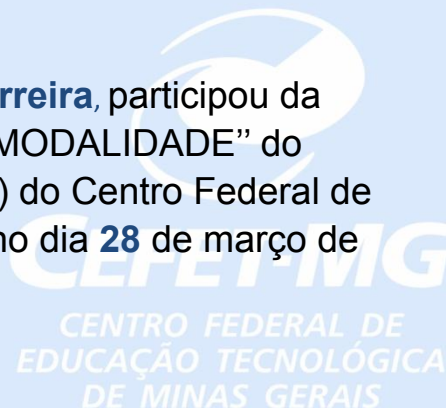 rreira, participou da
MODALIDADE” do
) do Centro Federal de
no dia 28 de março de
CEFET-MG
CENTRO FEDERAL DE
EDUCAÇÃO TECNOLÓGICA
DE MINAS GERAIS